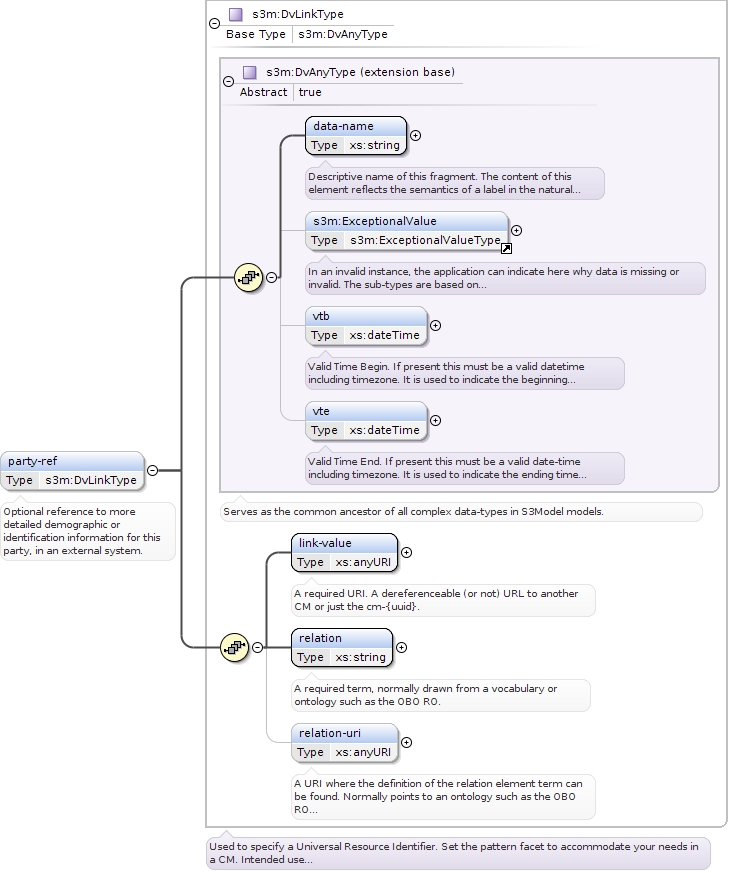 s3m:DvLinkType
Base Type s3m:DvAnyType
s3m:DvAnyType (extension base)
Abstract true
data-name
Type xs:string
Descriptive name of this fragment. The content of this
element reflects the semantics of a label in the natural...
s3m:ExceptionalValue
Type s3m:ExceptionalValueType
In an invalid instance, the application can indicate here why data is missing or
invalid. The sub-types are based on...
vtb
Type xs:dateTime
Valid Time Begin. If present this must be a valid datetime
including timezone. It is used to indicate the beginning...
vte
Type xs:dateTime
Valid Time End. If present this must be a valid date-time
including timezone. It is used to indicate the ending time...
party-ref
Type s3m:DvLinkType
Optional reference to more
detailed demographic or
identification information for this
party, in an external system.
Serves as the common ancestor of all complex data-types in S3Model models.
link-value
Type xs:anyURI
A required URI. A dereferenceable (or not) URL to another
CM or just the cm-{uuid}.
relation
Type xs:string
A required term, normally drawn from a vocabulary or
ontology such as the OBO RO.
relation-uri
Type xs:anyURI
A URI where the definition of the relation element term can
be found. Normally points to an ontology such as the OBO
RO...
Used to specify a Universal Resource Identifier. Set the pattern facet to accommodate your needs in
a CM. Intended use...